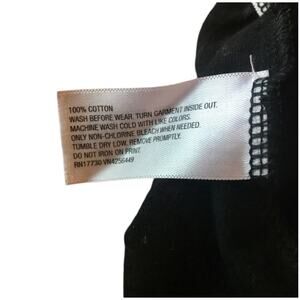 100% COTTON
WASH BEFORE WEAR. TURN GARMENT INSIDE OUT.
MACHINE WASH COLD WITH LIKE COLORS.
ONLY NON-CHLORINE BLEACH WHEN NEEDED.
TUMBLE DRY LOW, REMOVE PROMPTLY.
DO NOT IRON ON PRINT.
RN17730 VN4256449